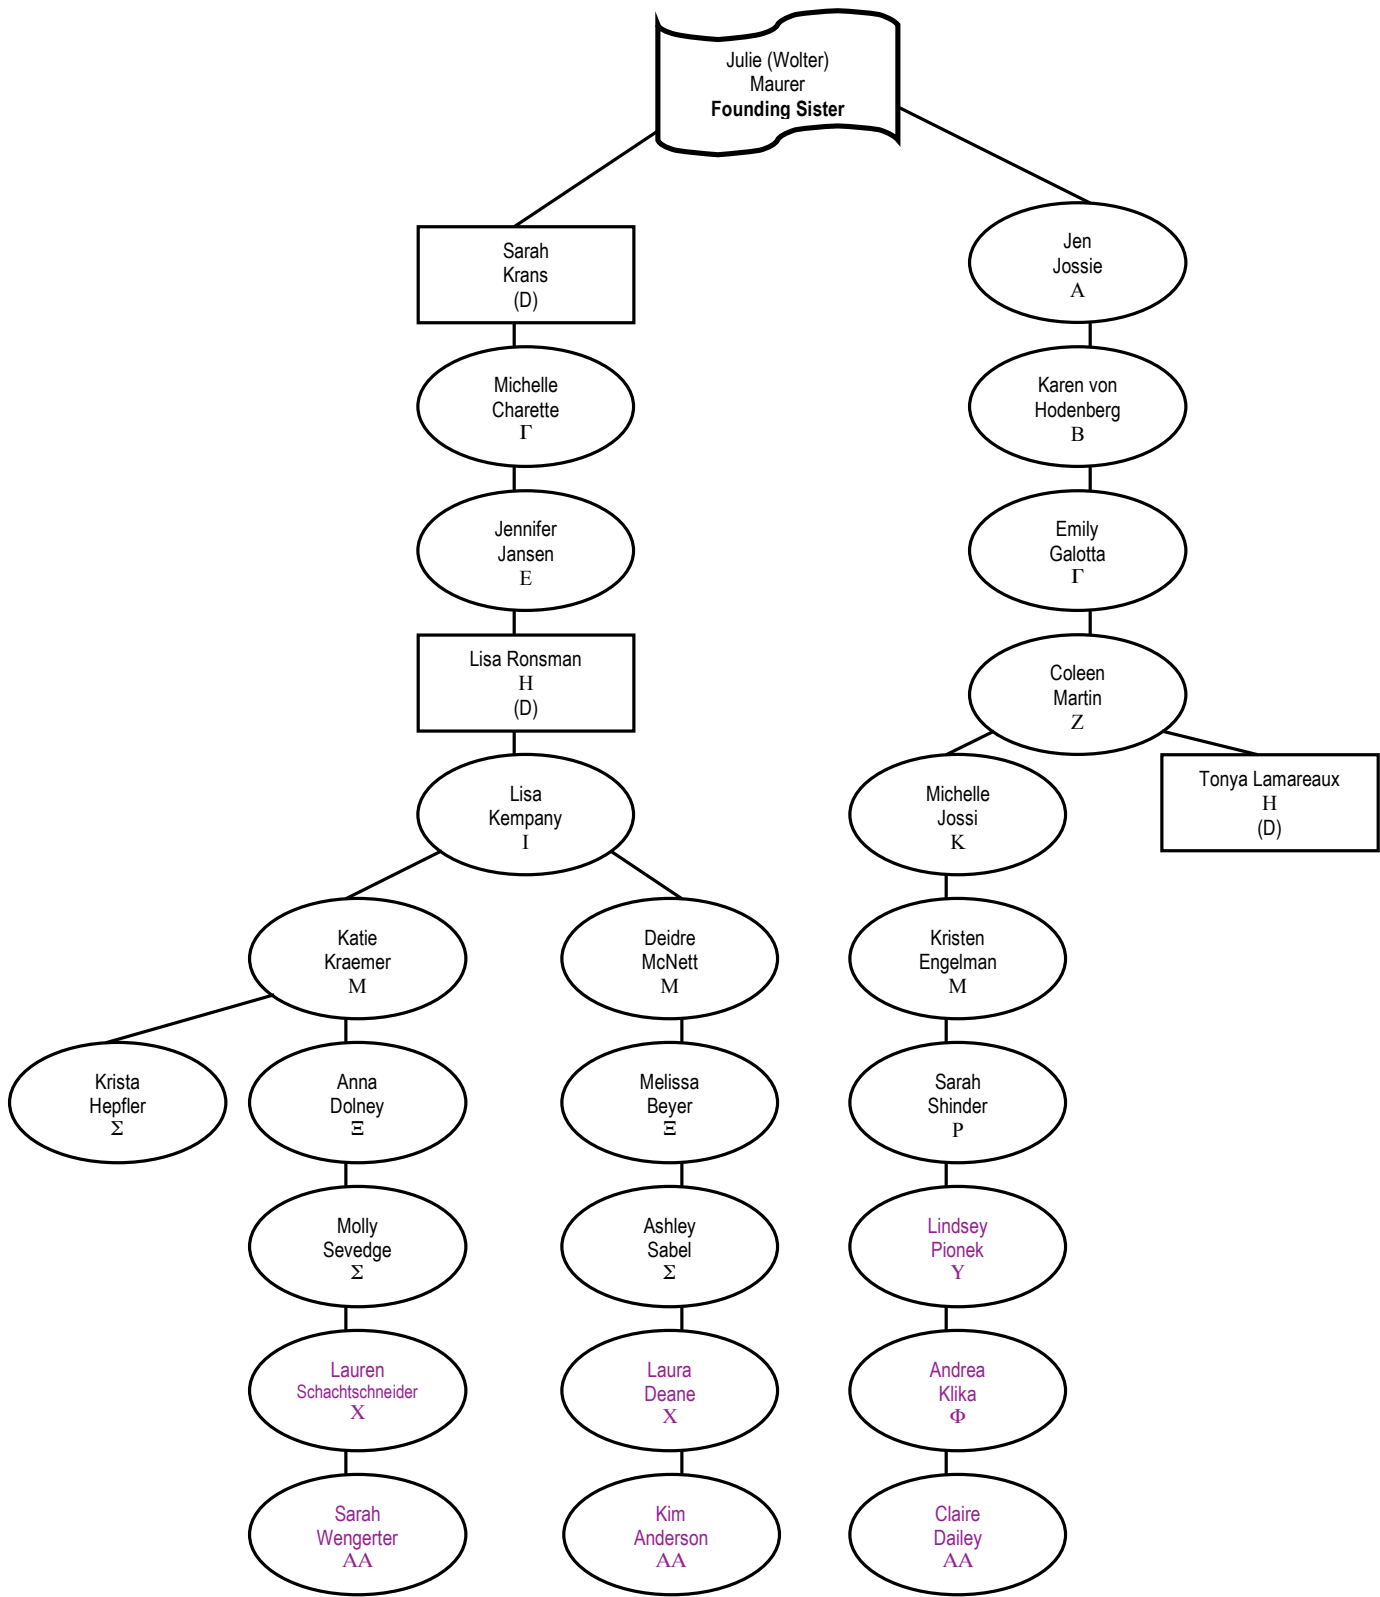 Julie (Wolter)
Maurer
Founding Sister
Sarah
Krans
(D)
Jen
Jossie
Α
Michelle
Charette
Γ
Karen von
Hodenberg
Β
Jennifer
Jansen
Ε
Emily
Galotta
Γ
Lisa Ronsman
Η
(D)
Coleen
Martin
Ζ
Lisa
Kempany
Ι
Michelle
Jossi
Κ
Tonya Lamareaux
Η
(D)
Katie
Kraemer
Μ
Deidre
McNett
Μ
Kristen
Engelman
Μ
Krista
Hepfler
Σ
Anna
Dolney
Ξ
Melissa
Beyer
Ξ
Sarah
Shinder
Ρ
Molly
Sevedge
Σ
Ashley
Sabel
Σ
Lindsey
Pionek
Υ
Lauren
Schachtschneider
Χ
Laura
Deane
Χ
Andrea
Klika
Φ
Sarah
Wengerter
ΑΑ
Kim
Anderson
ΑΑ
Claire
Dailey
ΑΑ